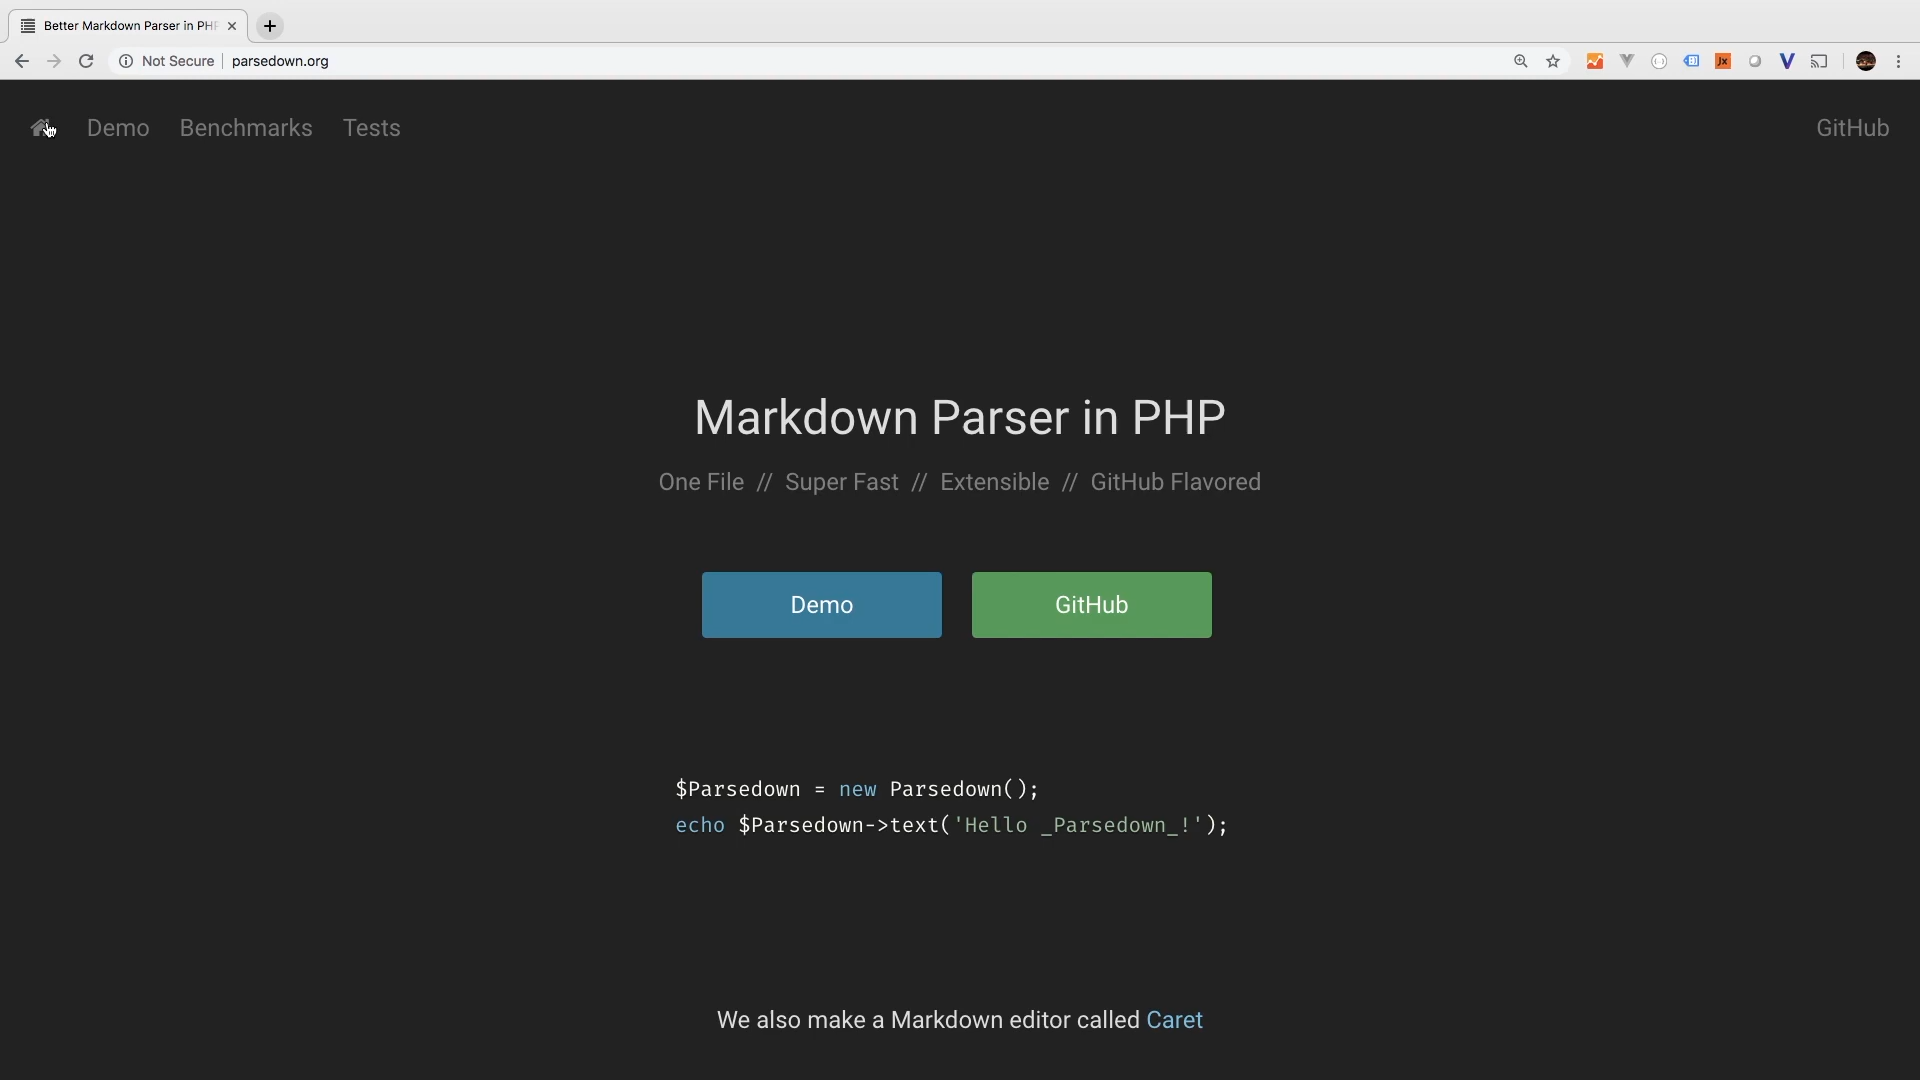 Better Markdown Parser in PHP
Not Secure
parsedown.org
Jx
V
Demo
Benchmarks
Tests
GitHub
Markdown Parser in PHP
One File // Super Fast // Extensible // GitHub Flavored
Demo
GitHub
$Parsedown = new Parsedown();
echo $Parsedown->text('Hello _Parsedown_!');
We also make a Markdown editor called Caret